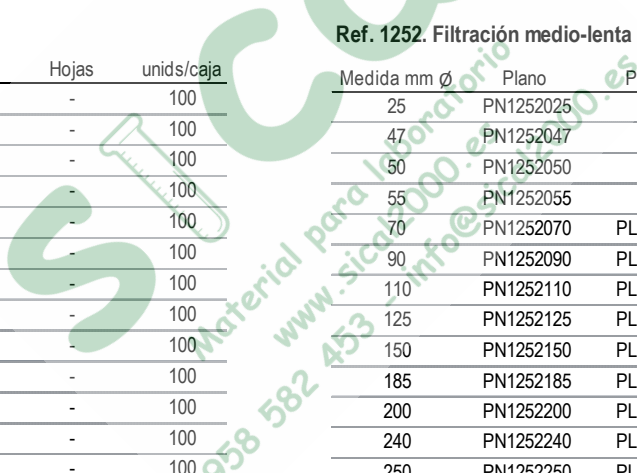 Ref. 1252. Filtración medio-lenta
Hojas unids/caja
- 100
- 100
- 100
- 100
- 100
- 100
- 100
- 100
- 100
- 100
- 100
- 100
- 100
Medida mm Ø Plano P
25 PN1252025
47 PN1252047
50 PN1252050
55 PN1252055
70 PN1252070 PL
90 PN1252090 PL
110 PN1252110 PL
125 PN1252125 PL
150 PN1252150 PL
185 PN1252185 PL
200 PN1252200 PL
240 PN1252240 PL
250 PN1252250 PL
SIC
Material para laboratorio
www.sical2000.es
958 582 453 - info@sical2000.es